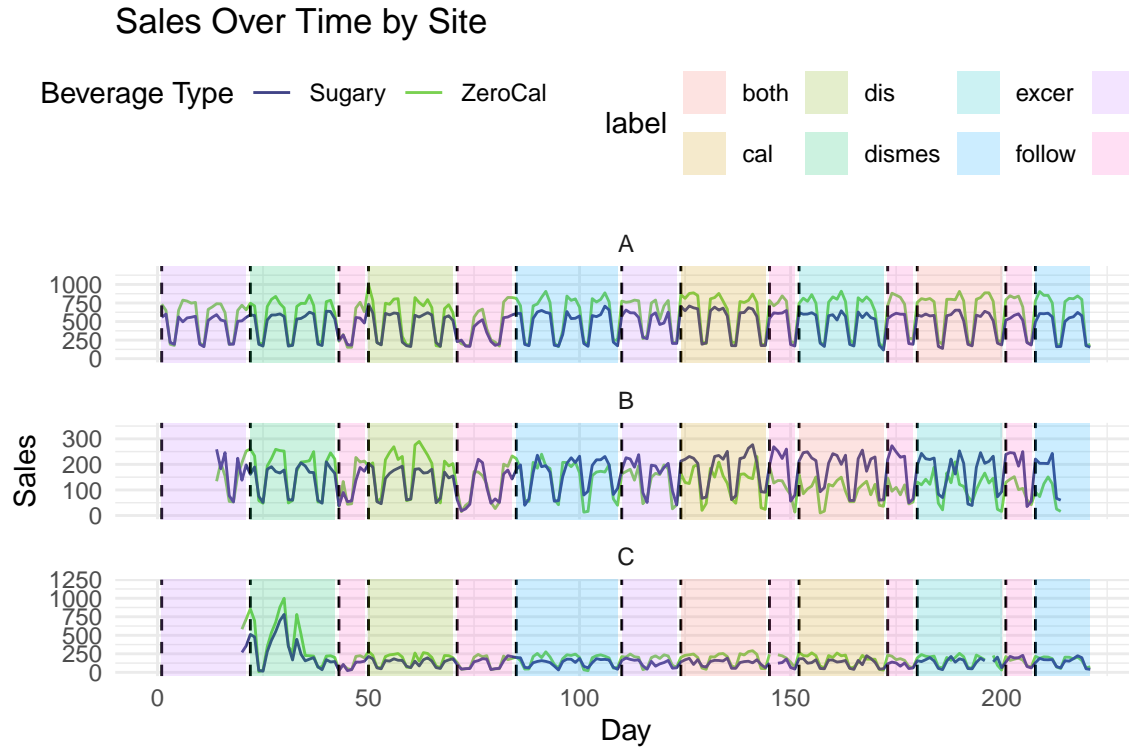 Sales Over Time by Site
Beverage Type Sugary ZeroCal
label
both dis excer
cal dismes follow
A
1000
750
500
250
0
B
300
200
100
0
C
1250
1000
750
500
250
0
0 50 100 150 200
Day
Sales